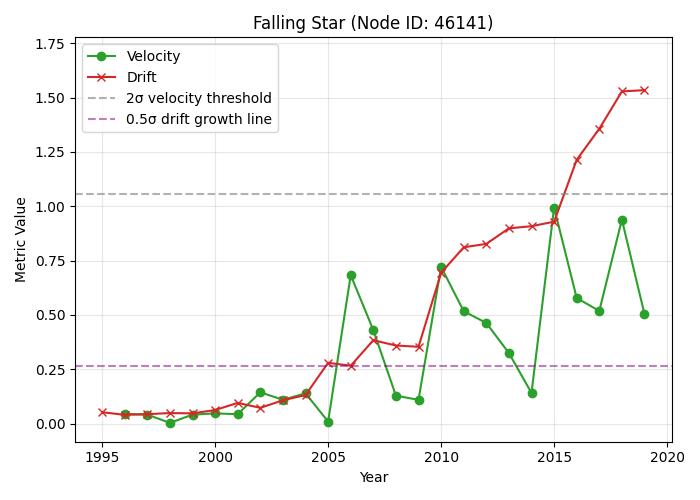 Falling Star (Node ID: 46141)
Velocity
Drift
2σ velocity threshold
0.5σ drift growth line
Metric Value
1.75
1.50
1.25
1.00
0.75
0.50
0.25
0.00
1995 2000 2005 2010 2015 2020
Year